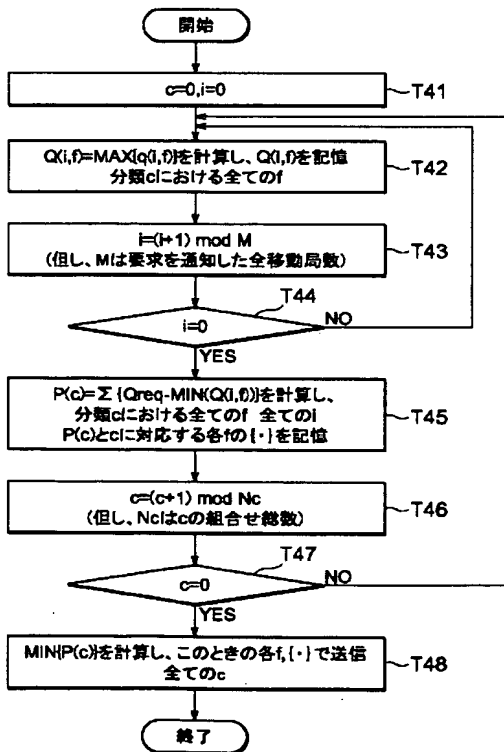 開始
c=0,i=0
T41
Q(i,f)=MAX{q(i,f)}を計算し、Q(i,f)を記憶
分類cにおける全てのf
T42
i=(i+1) mod M
(但し、Mは要求を通知した全移動局数)
T43
T44
i=0
NO
YES
P(c)=Σ {Qreq-MIN(Q(i,f))}を計算し、
分類cにおける全てのf 全てのi
P(c)とcに対応する各fの{・}を記憶
T45
c=(c+1) mod Nc
(但し、Ncはcの組合せ総数)
T46
T47
c=0
NO
YES
MIN{P(c)}を計算し、このときの各f,{・}で送信
全てのc
T48
終了